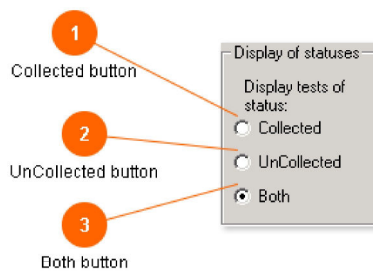 1
Collected button
2
UnCollected button
3
Both button
Display of statuses
Display tests of
status:
Collected
UnCollected
Both